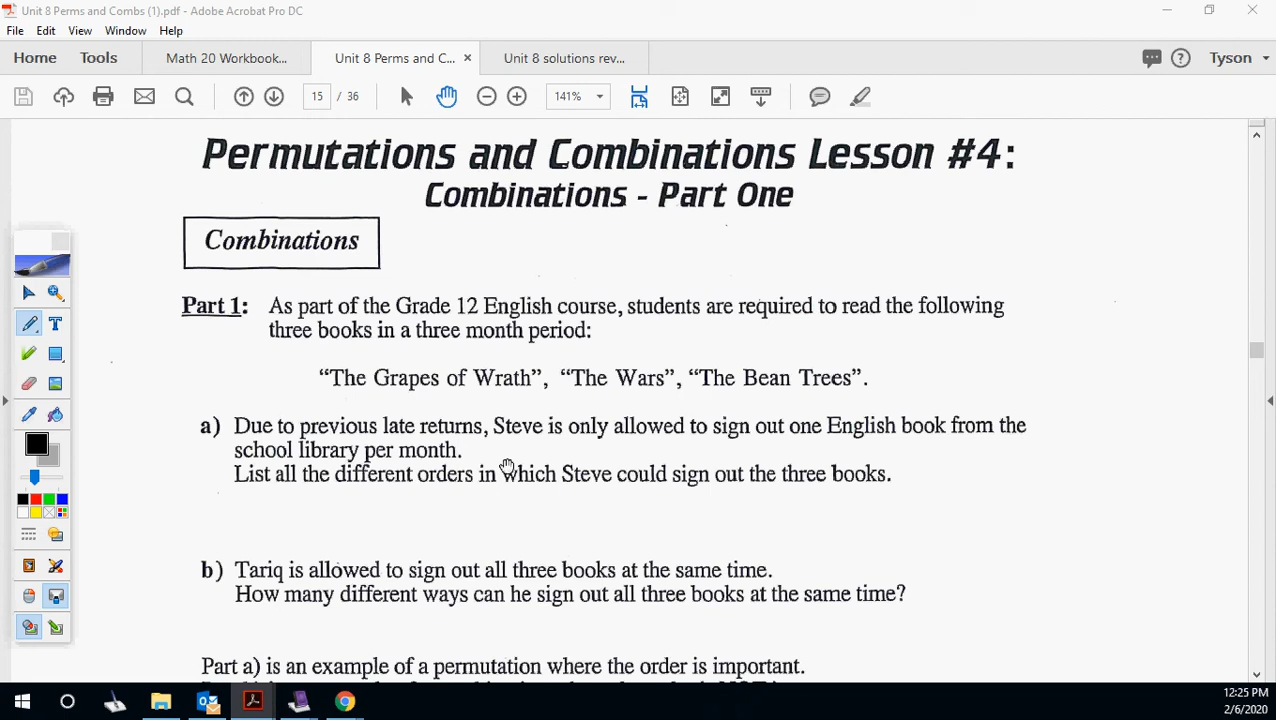 Unit 8 Perms and Combs (1).pdf - Adobe Acrobat Pro DC
File Edit View Window Help
Home Tools Math 20 Workbook... Unit 8 Perms and C... × Unit 8 solutions rev... Tyson
15 / 36 141%
Permutations and Combinations Lesson #4:
Combinations - Part One
Combinations
Part 1: As part of the Grade 12 English course, students are required to read the following
three books in a three month period:
“The Grapes of Wrath”, “The Wars”, “The Bean Trees”.
a) Due to previous late returns, Steve is only allowed to sign out one English book from the
school library per month.
List all the different orders in which Steve could sign out the three books.
b) Tariq is allowed to sign out all three books at the same time.
How many different ways can he sign out all three books at the same time?
Part a) is an example of a permutation where the order is important.
12:25 PM
2/6/2020